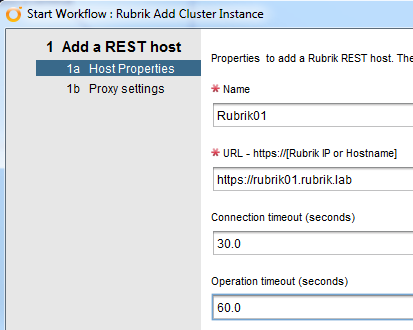 Start Workflow : Rubrik Add Cluster Instance
1 Add a REST host
1a Host Properties
1b Proxy settings
Properties to add a Rubrik REST host. The
* Name
Rubrik01
* URL - https://[Rubrik IP or Hostname]
https://rubrik01.rubrik.lab
Connection timeout (seconds)
30.0
Operation timeout (seconds)
60.0